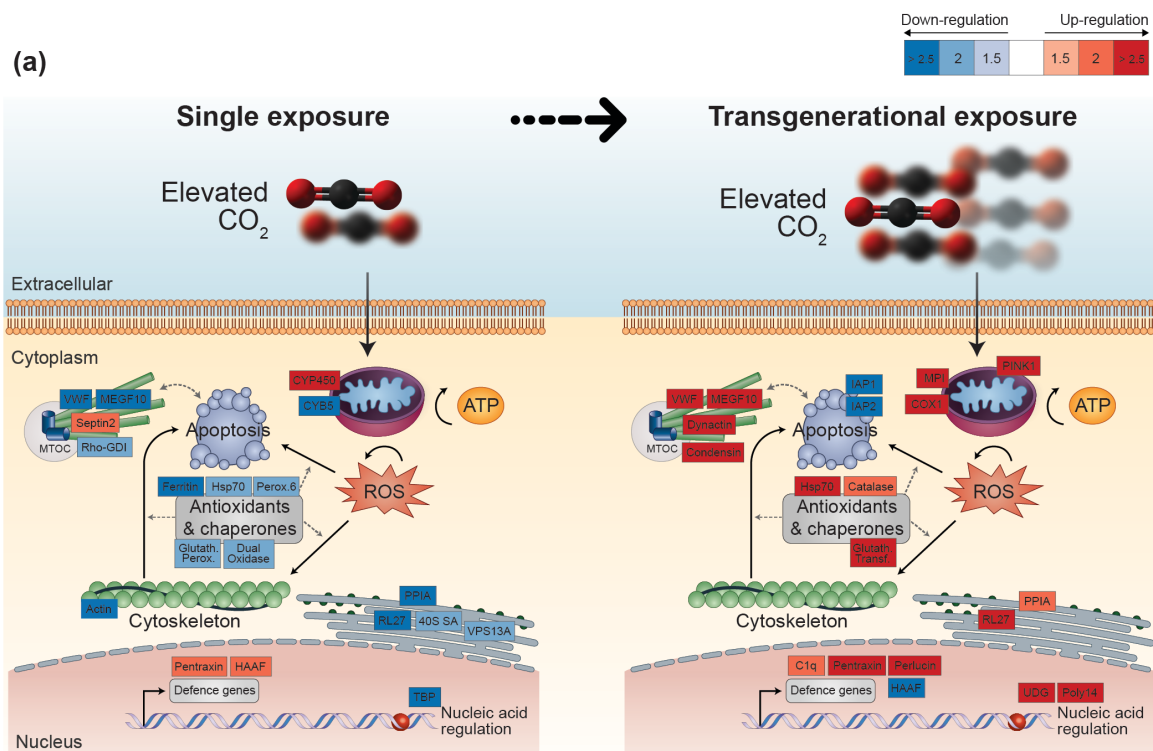 Down-regulation
Up-regulation
> 2.5
2
1.5
1.5
2
> 2.5
(a)
Single exposure
Transgenerational exposure
Elevated
CO2
Elevated
CO2
Extracellular
Cytoplasm
CYP450
CYB5
VWF
MEGF10
Septin2
MTOC
Rho-GDI
Apoptosis
ATP
ROS
Ferritin
Hsp70
Perox.6
Antioxidants
& chaperones
Glutath.
Perox.
Dual
Oxidase
Actin
Cytoskeleton
PPIA
RL27
40S SA
VPS13A
Pentraxin
HAAF
Defence genes
TBP
Nucleic acid
regulation
Nucleus
PINK1
MPI
COX1
IAP1
IAP2
VWF
MEGF10
Dynactin
MTOC
Condensin
Apoptosis
ATP
ROS
Hsp70
Catalase
Antioxidants
& chaperones
Glutath.
Transf.
Cytoskeleton
PPIA
RL27
C1q
Pentraxin
Perlucin
Defence genes
HAAF
UDG
Poly14
Nucleic acid
regulation